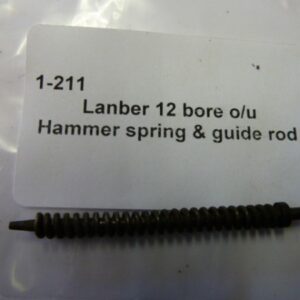 1-211
Lanber 12 bore o/u
Hammer spring & guide rod